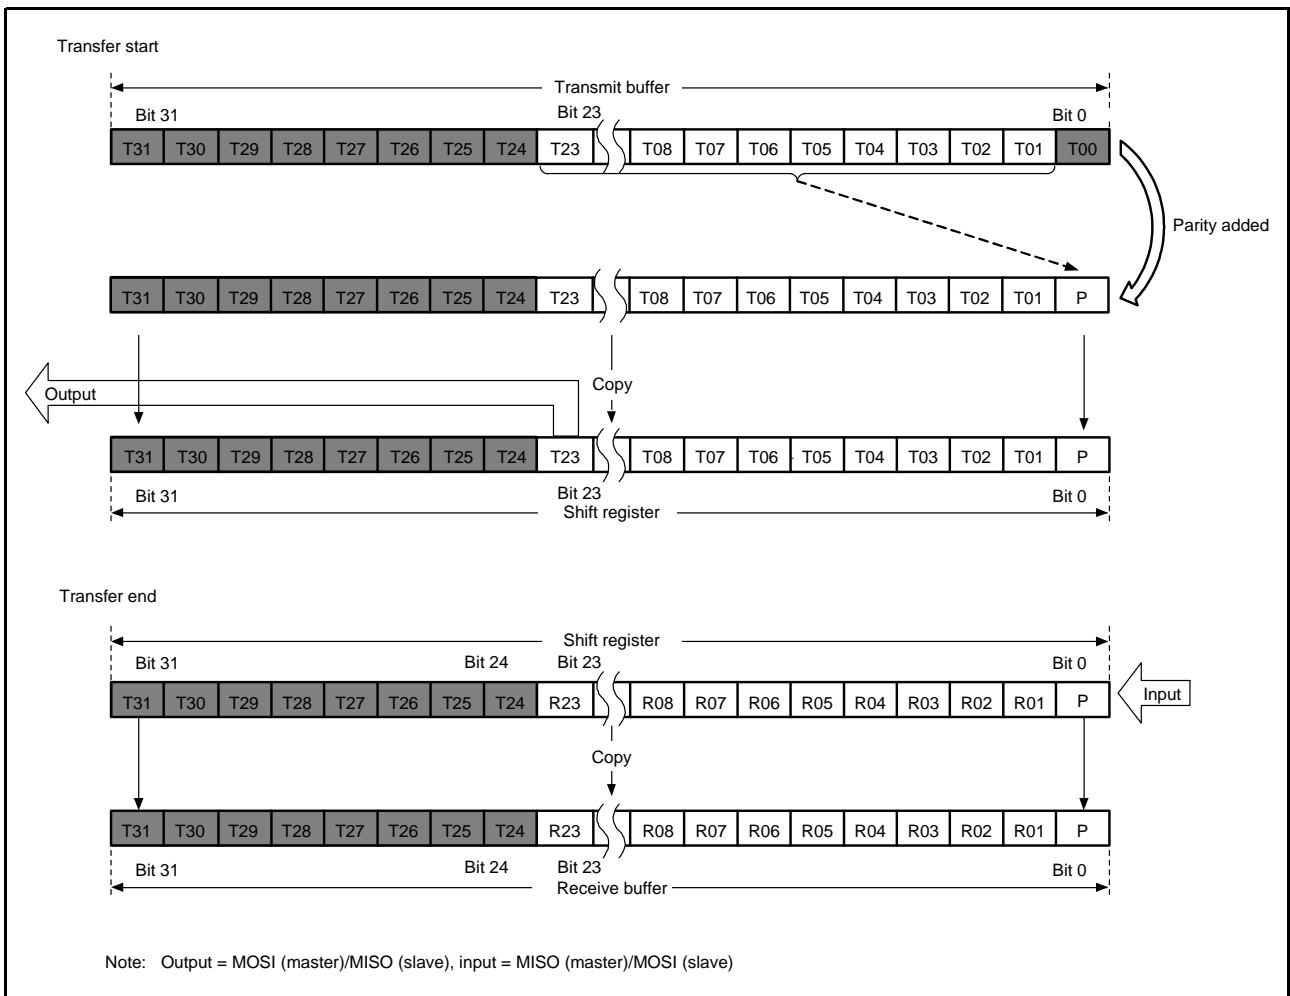 Transfer start
Transmit buffer
Bit 31 Bit 23 Bit 0
T31 T30 T29 T28 T27 T26 T25 T24 T23 T08 T07 T06 T05 T04 T03 T02 T01 T00
Parity added
T31 T30 T29 T28 T27 T26 T25 T24 T23 T08 T07 T06 T05 T04 T03 T02 T01 P
Copy
Output
T31 T30 T29 T28 T27 T26 T25 T24 T23 T08 T07 T06 T05 T04 T03 T02 T01 P
Bit 31 Bit 23 Bit 0
Shift register
Transfer end
Shift register
Bit 31 Bit 24 Bit 23 Bit 0
T31 T30 T29 T28 T27 T26 T25 T24 R23 R08 R07 R06 R05 R04 R03 R02 R01 P
Input
Copy
T31 T30 T29 T28 T27 T26 T25 T24 R23 R08 R07 R06 R05 R04 R03 R02 R01 P
Bit 31 Bit 24 Bit 23 Bit 0
Receive buffer
Note: Output = MOSI (master)/MISO (slave), input = MISO (master)/MOSI (slave)